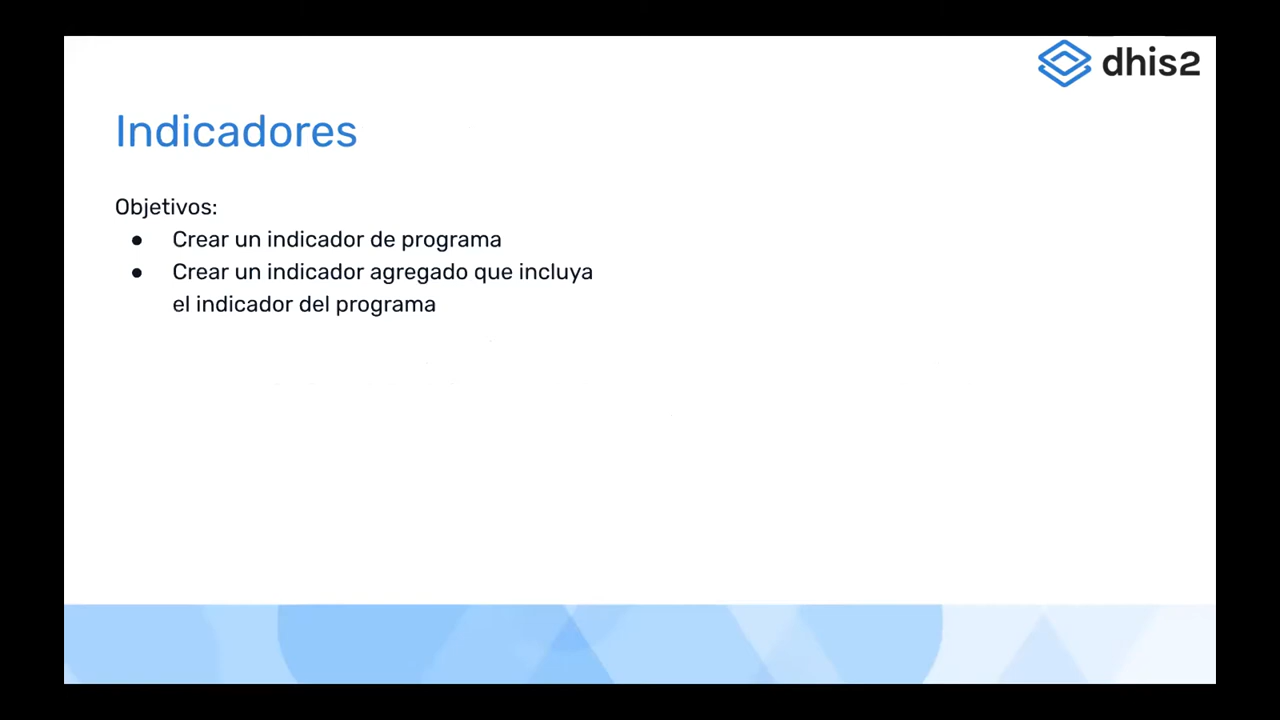 dhis2
Indicadores
Objetivos:
● Crear un indicador de programa
● Crear un indicador agregado que incluya
el indicador del programa